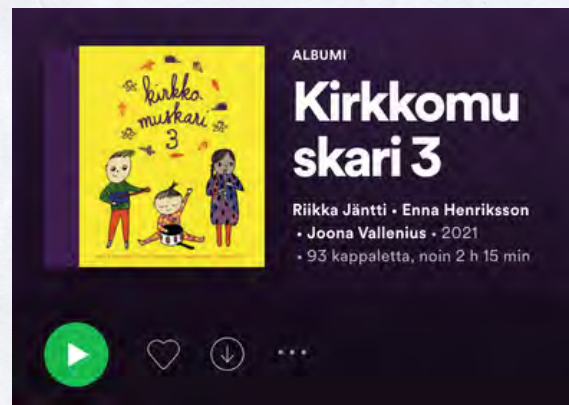 kirkko
muskari
3
ALBUMI
Kirkkomu
skari 3
Riikka Jäntti • Enna Henriksson
• Joona Vallenius • 2021
• 93 kappaletta, noin 2 h 15 min